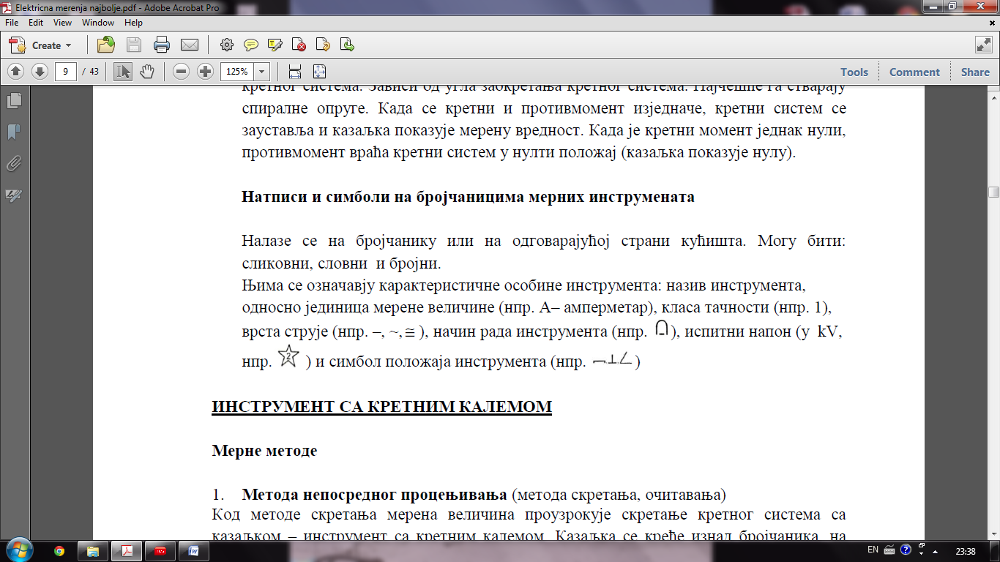 Elektricna merenja najbolje.pdf - Adobe Acrobat Pro
File Edit View Window Help
Create
9 / 43 125% Tools Comment Share
кретног система. Зависи од угла заокретања кретног система. Најчешће га стварају
спиралне опруге. Када се кретни и противмомент изједначе, кретни систем се
зауставља и казаљка показује мерену вредност. Када је кретни момент једнак нули,
противмомент враћа кретни систем у нулти положај (казаљка показује нулу).
Натписи и симболи на бројчаницима мерних инструмената
Налазе се на бројчанику или на одговарајућој страни кућишта. Могу бити:
сликовни, словни и бројни.
Њима се означавју карактеристичне особине инструмента: назив инструмента,
односно јединица мерене величине (нпр. А– амперметар), класа тачности (нпр. 1),
врста струје (нпр. –, ~, ≅ ), начин рада инструмента (нпр. ), испитни напон (у kV,
нпр. 2 ) и симбол положаја инструмента (нпр. ⌐⊥∠ )
ИНСТРУМЕНТ СА КРЕТНИМ КАЛЕМОМ
Мерне методе
1. Метода непосредног процењивања (метода скретања, очитавања)
Код методе скретања мерена величина проузрокује скретање кретног система са
казаљком – инструмент са кретним калемом. Казаљка се креће изнад бројчаника, на
EN 23:38